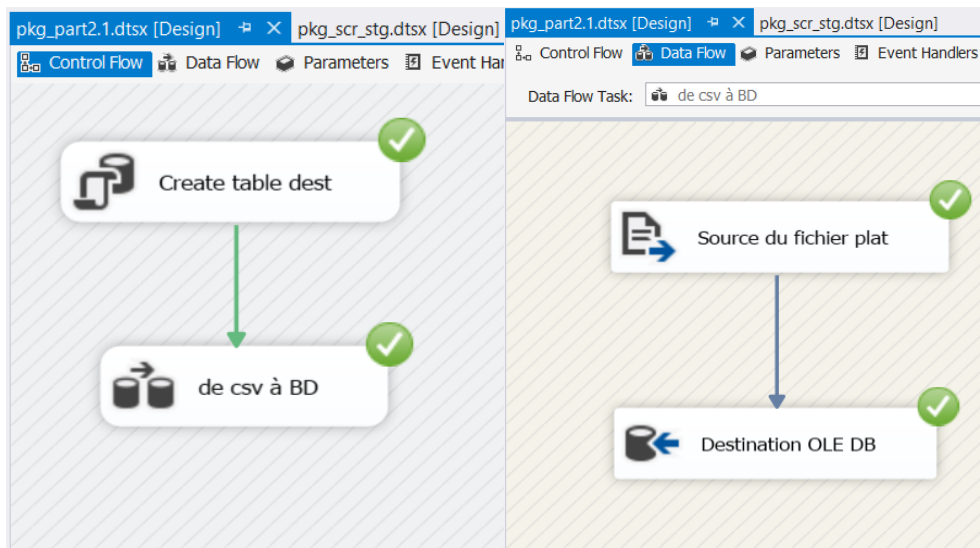 pkg_part2.1.dtsx [Design] pkg_scr_stg.dtsx [Design]
Control Flow Data Flow Parameters Event Han
Create table dest
de csv à BD
pkg_part2.1.dtsx [Design] pkg_scr_stg.dtsx [Design]
Control Flow Data Flow Parameters Event Handlers
Data Flow Task: de csv à BD
Source du fichier plat
Destination OLE DB